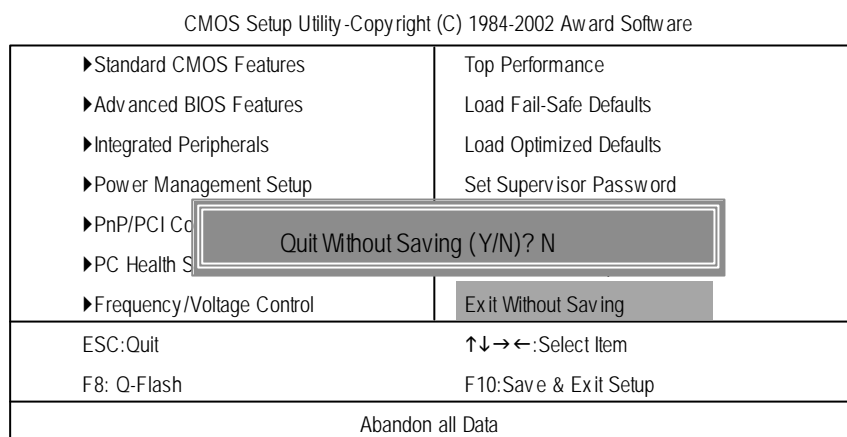 CMOS Setup Utility-Copyright (C) 1984-2002 Award Software
▶Standard CMOS Features
Top Performance
▶Advanced BIOS Features
Load Fail-Safe Defaults
▶Integrated Peripherals
Load Optimized Defaults
▶Power Management Setup
Set Supervisor Password
▶PnP/PCI
▶PC Health
Quit Without Saving (Y/N)? N
▶Frequency/Voltage Control
Exit Without Saving
ESC:Quit
↑↓→←:Select Item
F8: Q-Flash
F10:Save & Exit Setup
Abandon all Data